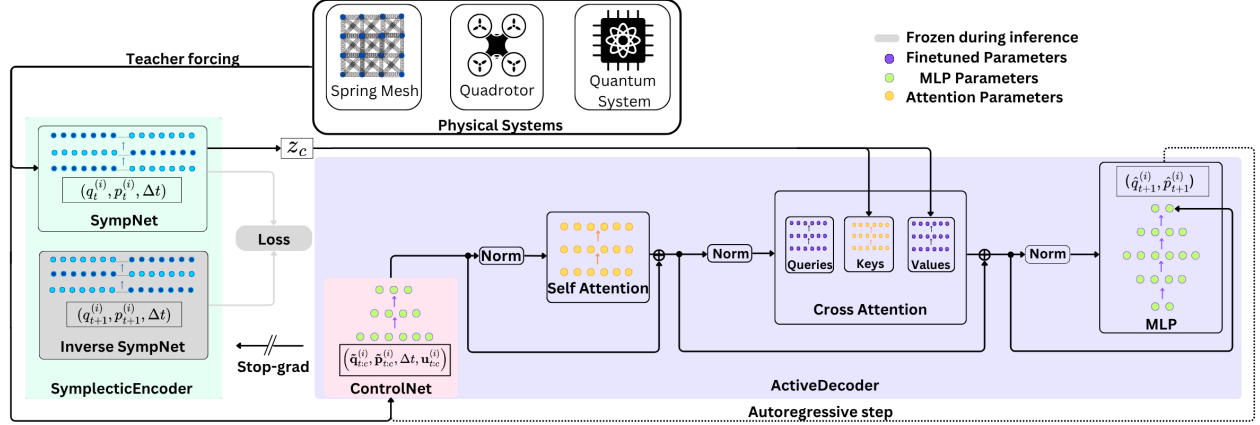 Teacher forcing
Spring Mesh
Quadrotor
Quantum
System
Physical Systems
Frozen during inference
Finetuned Parameters
MLP Parameters
Attention Parameters
(q_t^{(i)}, p_t^{(i)}, Δt)
SympNet
z_c
Loss
(q_{t+1}^{(i)}, p_{t+1}^{(i)}, Δt)
Inverse SympNet
SymplecticEncoder
Stop-grad
(q̃_{t:c}^{(i)}, p̃_{t:c}^{(i)}, Δt, u_{t:c}^{(i)})
ControlNet
Norm
Self Attention
Norm
Queries
Keys
Values
Cross Attention
Norm
(q̂_{t+1}^{(i)}, p̂_{t+1}^{(i)})
MLP
ActiveDecoder
Autoregressive step